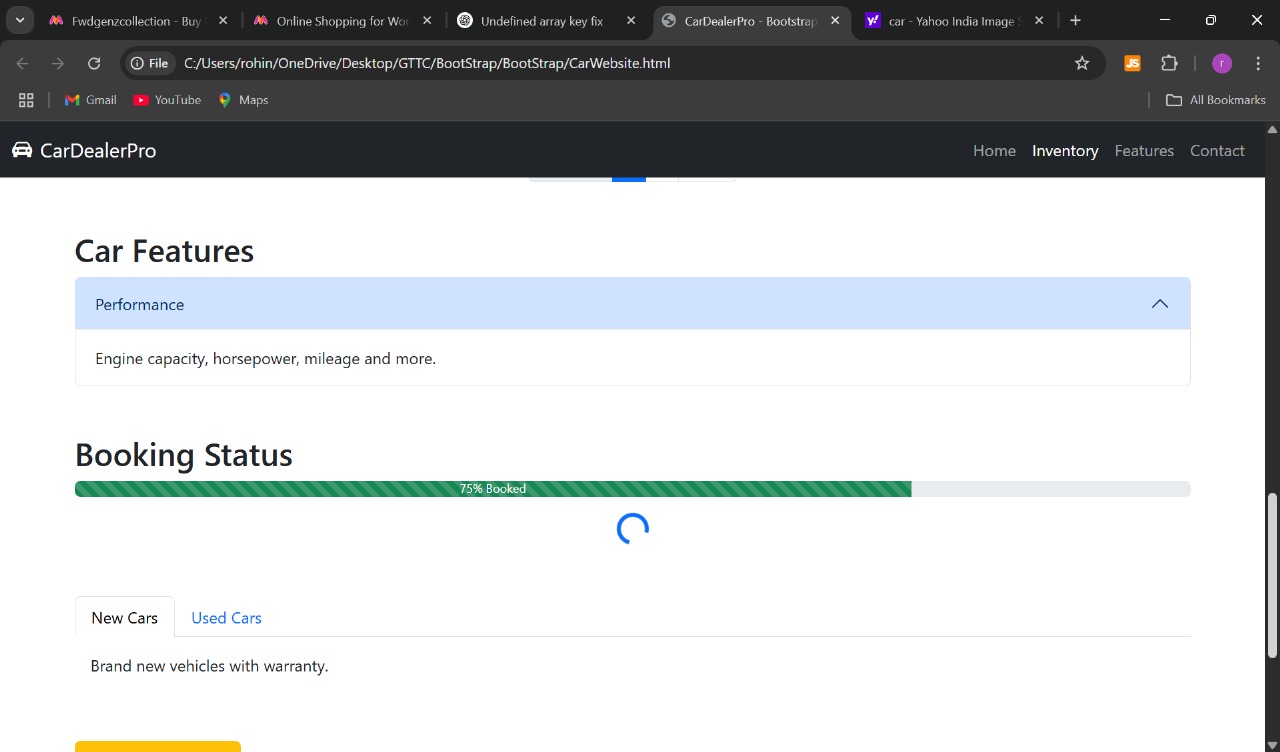 Fwdgenzcollection - Buy
Online Shopping for Wor
Undefined array key fix
CarDealerPro - Bootstrap
car - Yahoo India Image S
File
C:/Users/rohin/OneDrive/Desktop/GTTC/BootStrap/BootStrap/CarWebsite.html
JS
r
Gmail
YouTube
Maps
All Bookmarks
CarDealerPro
Home
Inventory
Features
Contact
Car Features
Performance
Engine capacity, horsepower, mileage and more.
Booking Status
75% Booked
New Cars
Used Cars
Brand new vehicles with warranty.